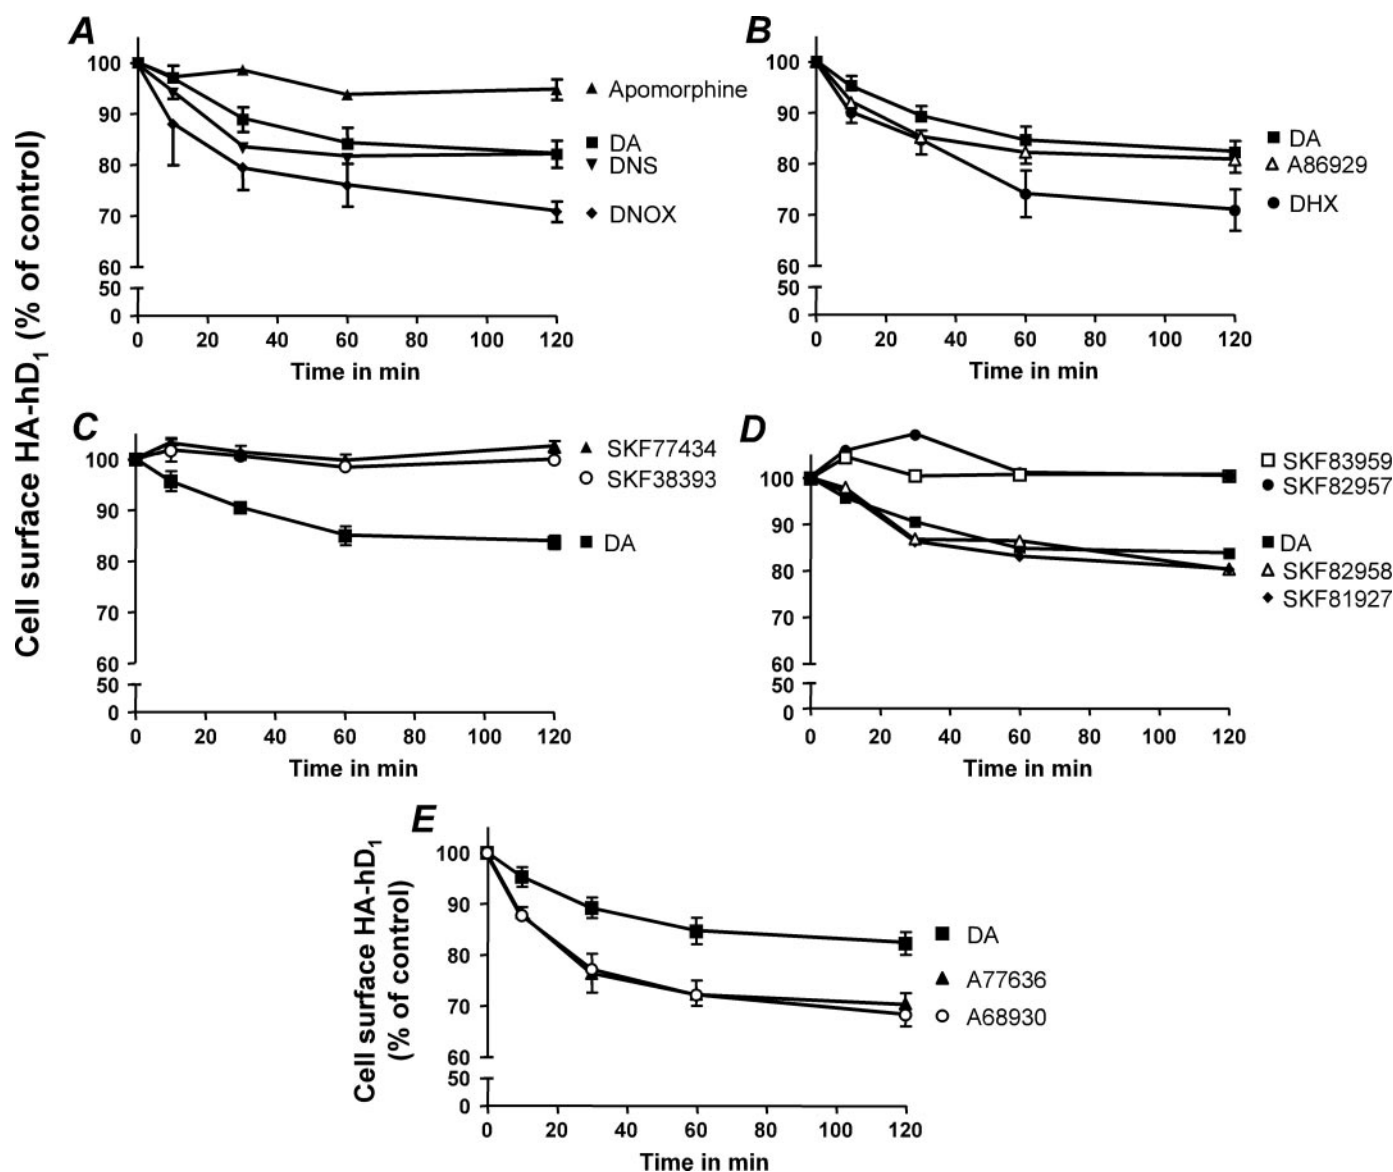 A
Cell surface HA-hD1 (% of control)
100
90
80
70
60
50
0
Apomorphine
DA
DNS
DNOX
0 20 40 60 80 100 120
Time in min
B
100
90
80
70
60
50
0
DA
A86929
DHX
0 20 40 60 80 100 120
Time in min
C
100
90
80
70
60
50
0
SKF77434
SKF38393
DA
0 20 40 60 80 100 120
Time in min
D
100
90
80
70
60
50
0
SKF83959
SKF82957
DA
SKF82958
SKF81927
0 20 40 60 80 100 120
Time in min
E
Cell surface HA-hD1
(% of control)
100
90
80
70
60
50
0
DA
A77636
A68930
0 20 40 60 80 100 120
Time in min